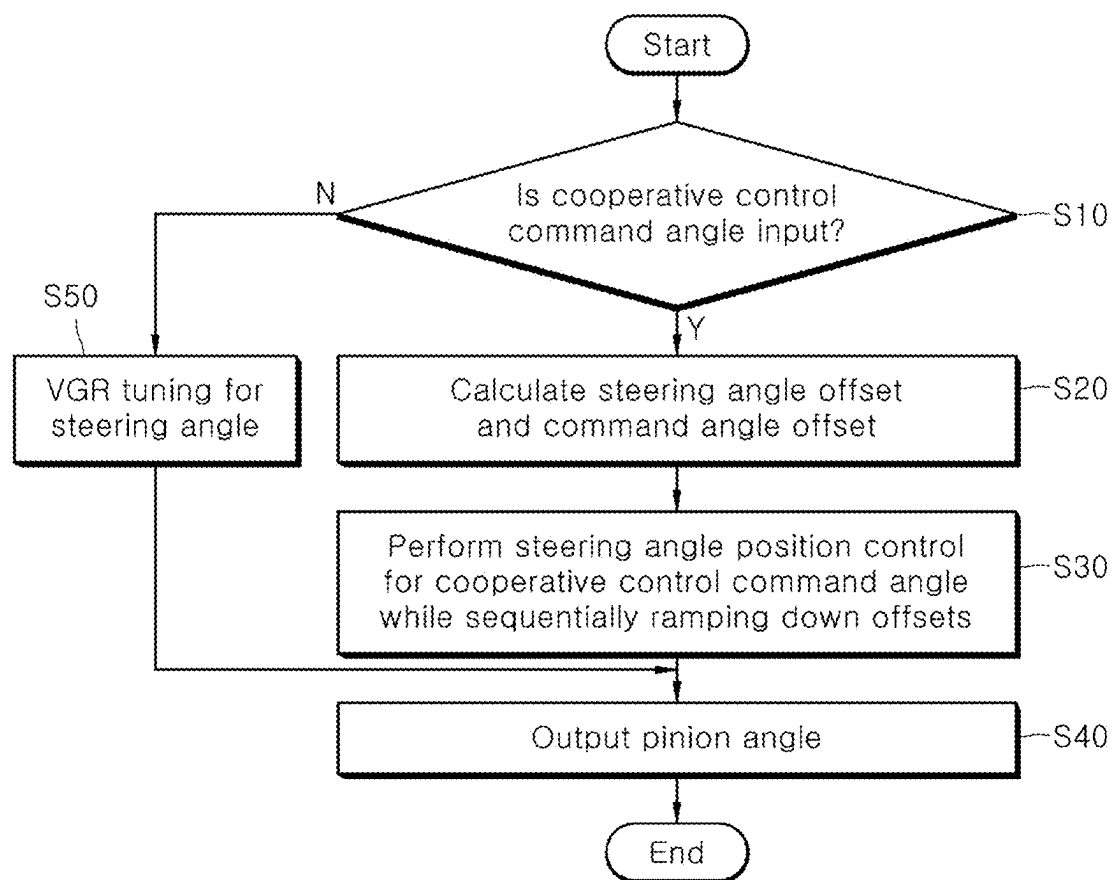 Start
Is cooperative control
command angle input?
N
S10
Y
S50
VGR tuning for
steering angle
Calculate steering angle offset
and command angle offset
S20
Perform steering angle position control
for cooperative control command angle
while sequentially ramping down offsets
S30
Output pinion angle
S40
End